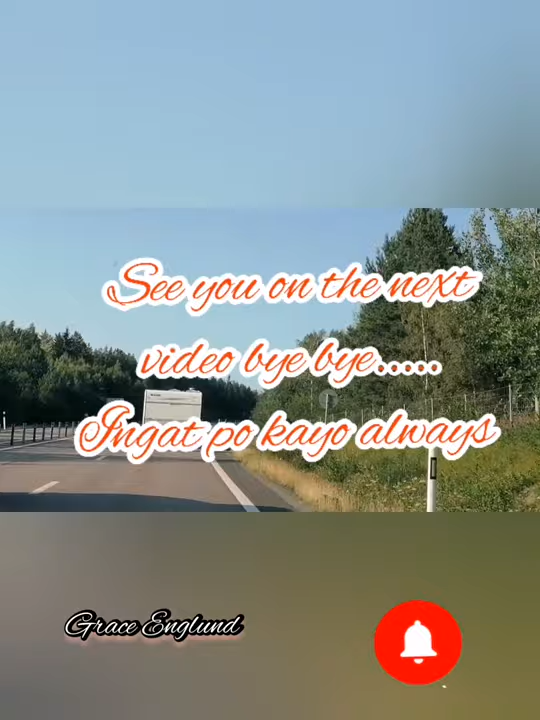 See you on the next
video bye bye.....
Ingat po kayo always
Grace Englund